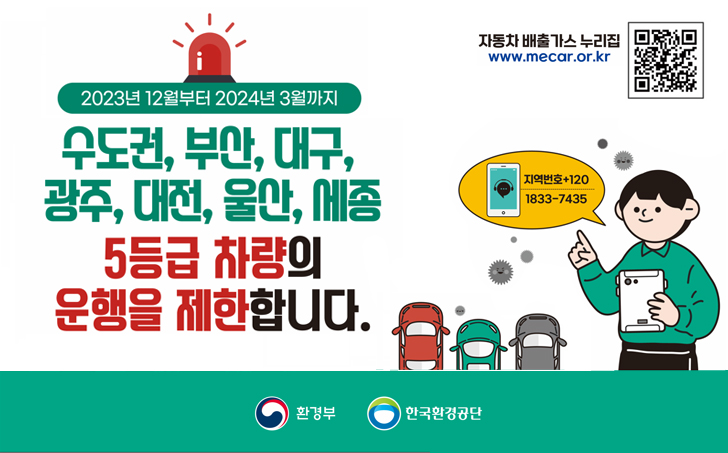 자동차 배출가스 누리집
www.mecar.or.kr
i
2023년 12월부터 2024년 3월까지
수도권, 부산, 대구,
광주, 대전, 울산, 세종
5등급 차량의
운행을 제한합니다.
지역번호+120
1833-7435
환경부
한국환경공단